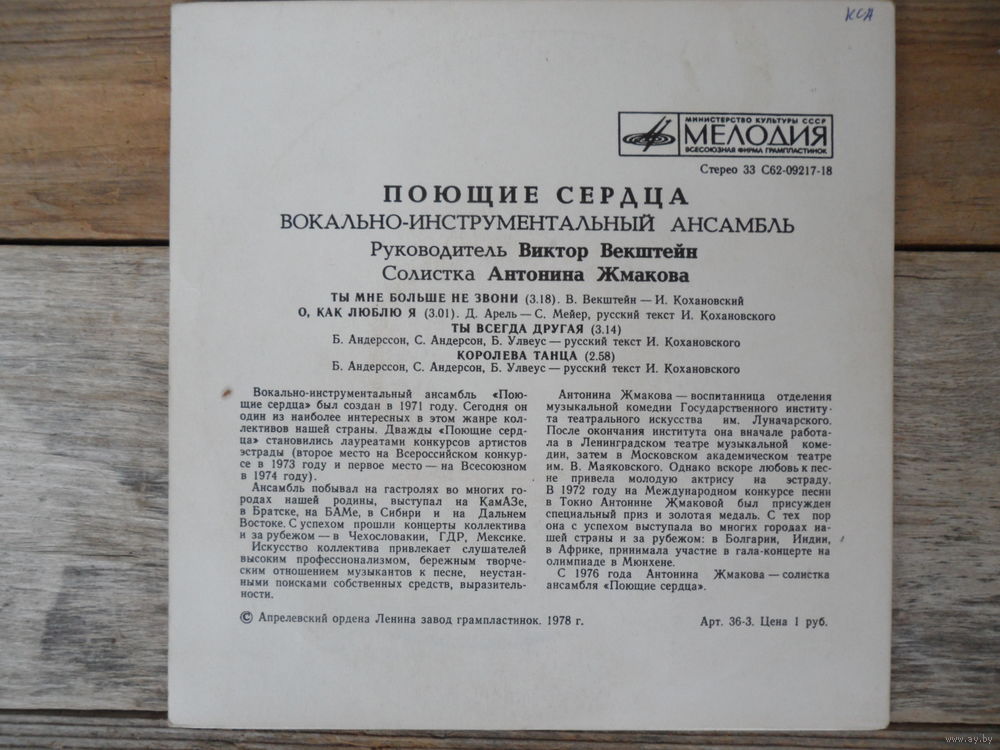 КСД
МИНИСТЕРСТВО КУЛЬТУРЫ СССР
МЕЛОДИЯ
ВСЕСОЮЗНАЯ ФИРМА ГРАМПЛАСТИНОК
Стерео 33 С62-09217-18
ПОЮЩИЕ СЕРДЦА
ВОКАЛЬНО-ИНСТРУМЕНТАЛЬНЫЙ АНСАМБЛЬ
Руководитель Виктор Векштейн
Солистка Антонина Жмакова
ТЫ МНЕ БОЛЬШЕ НЕ ЗВОНИ (3.18). В. Векштейн — И. Кохановский
О, КАК ЛЮБЛЮ Я (3.01). Д. Арель — С. Мейер, русский текст И. Кохановского
ТЫ ВСЕГДА ДРУГАЯ (3.14)
Б. Андерссон, С. Андерсон, Б. Улвеус — русский текст И. Кохановского
КОРОЛЕВА ТАНЦА (2.58)
Б. Андерссон, С. Андерсон, Б. Улвеус — русский текст И. Кохановского
Вокально-инструментальный ансамбль «Пою-
щие сердца» был создан в 1971 году. Сегодня он
один из наиболее интересных в этом жанре кол-
лективов нашей страны. Дважды «Поющие серд-
ца» становились лауреатами конкурсов артистов
эстрады (второе место на Всероссийском конкур-
се в 1973 году и первое место — на Всесоюзном
в 1974 году).
Ансамбль побывал на гастролях во многих го-
родах нашей родины, выступал на КамАЗе,
в Братске, на БАМе, в Сибири и на Дальнем
Востоке. С успехом прошли концерты коллектива
и за рубежом — в Чехословакии, ГДР, Мексике.
Искусство коллектива привлекает слушателей
высоким профессионализмом, бережным творче-
ским отношением музыкантов к песне, неустан-
ными поисками собственных средств, выразитель-
ности.
Антонина Жмакова — воспитанница отделения
музыкальной комедии Государственного институ-
та театрального искусства им. Луначарского.
После окончания института она вначале работа-
ла в Ленинградском театре музыкальной коме-
дии, затем в Московском академическом театре
им. В. Маяковского. Однако вскоре любовь к пес-
не привела молодую актрису на эстраду.
В 1972 году на Международном конкурсе песни
в Токио Антонине Жмаковой был присужден
специальный приз и золотая медаль. С тех пор
она с успехом выступала во многих городах на-
шей страны и за рубежом: в Болгарии, Индии,
в Африке, принимала участие в гала-концерте на
олимпиаде в Мюнхене.
С 1976 года Антонина Жмакова — солистка
ансамбля «Поющие сердца».
© Апрелевский ордена Ленина завод грампластинок. 1978 г.
Арт. 36-3. Цена 1 руб.
www.ay.by